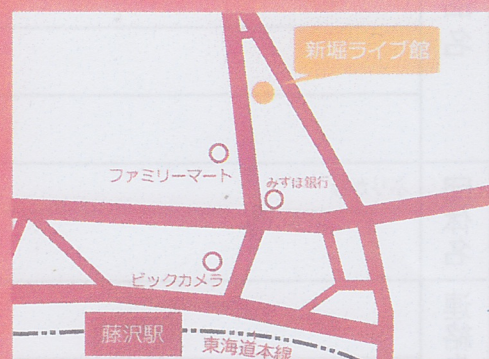 新堀ライブ館
ファミリーマート
みずほ銀行
ビックカメラ
藤沢駅
東海道本線